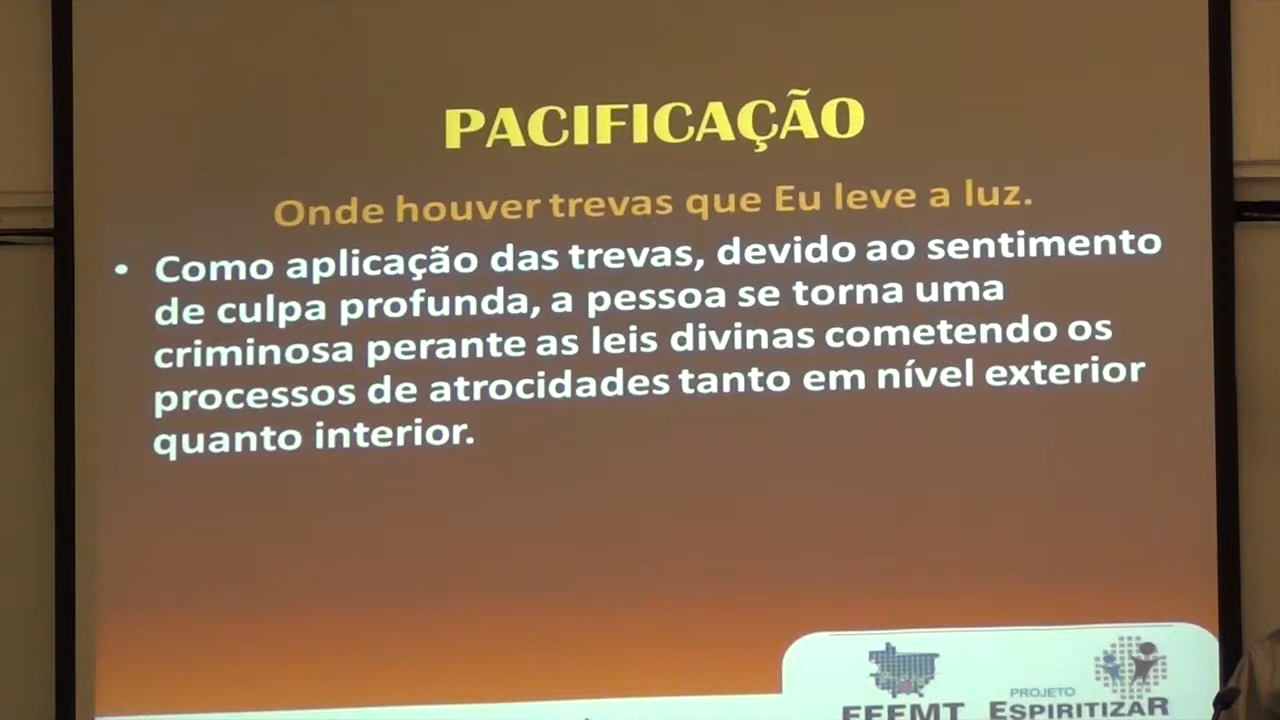 PACIFICAÇÃO
Onde houver trevas que Eu leve a luz.
• Como aplicação das trevas, devido ao sentimento
de culpa profunda, a pessoa se torna uma
criminosa perante as leis divinas cometendo os
processos de atrocidades tanto em nível exterior
quanto interior.
FEEMT
PROJETO
ESPIRITIZAR